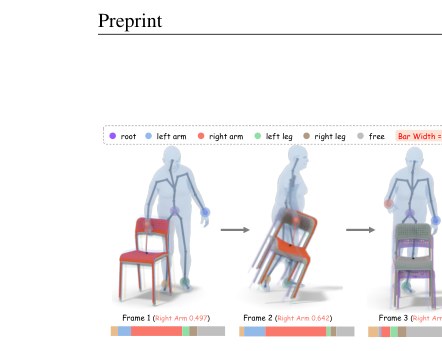 Preprint
root left arm right arm left leg right leg free Bar Width =
Frame 1 (Right Arm 0.497) Frame 2 (Right Arm 0.642) Frame 3 (Right Arm